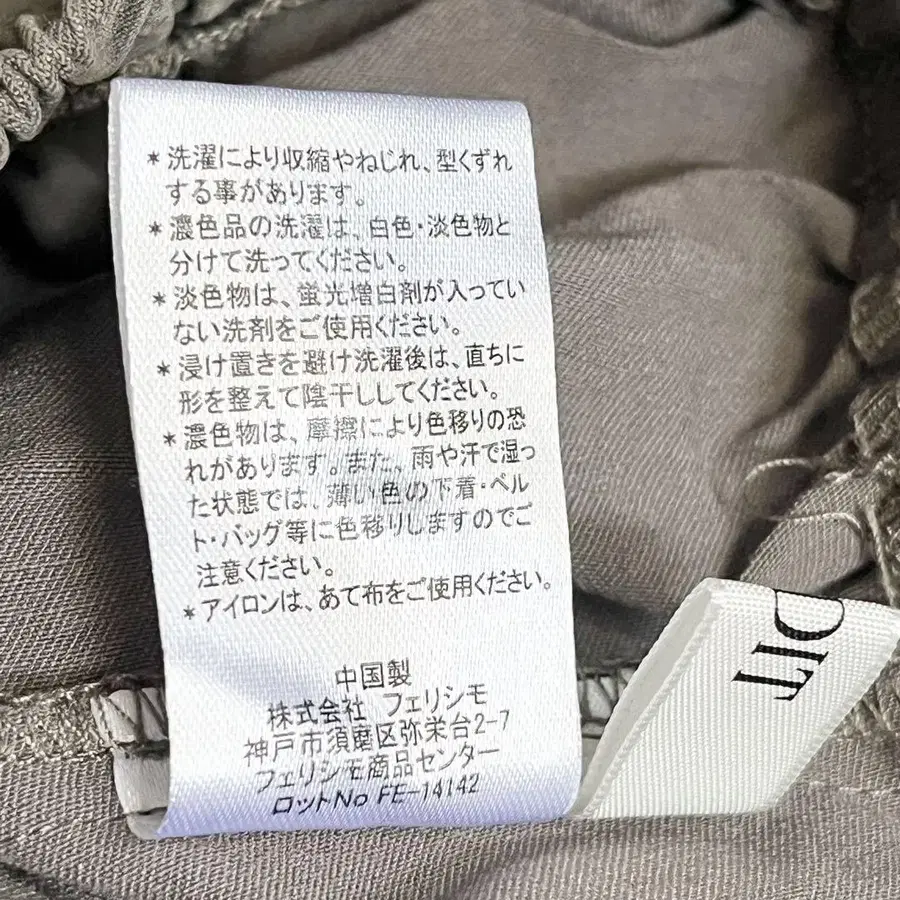 ＊洗濯により収縮やねじれ、型くずれ
する事があります。
＊濃色品の洗濯は、白色・淡色物と
分けて洗ってください。
＊淡色物は、蛍光増白剤が入ってい
ない洗剤をご使用ください。
＊浸け置きを避け洗濯後は、直ちに
形を整えて陰干ししてください。
＊濃色物は、摩擦により色移りの恐
れがあります。また、雨や汗で湿っ
た状態では、薄い色の下着・ベル
ト・バッグ等に色移りしますのでご
注意ください。
＊アイロンは、あて布をご使用ください。
中国製
株式会社 フェリシモ
神戸市須磨区弥栄台2-7
フェリシモ商品センター
ロットNo FE-14142
DIT